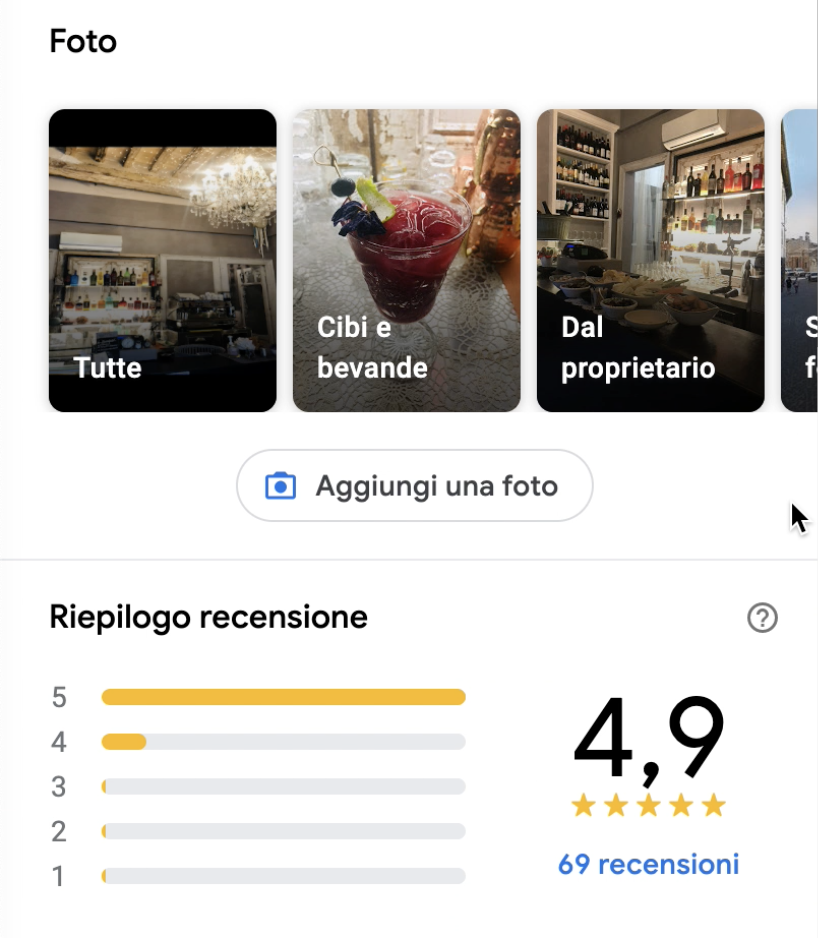 Foto
Tutte
Cibi e
bevande
Dal
proprietario
Aggiungi una foto
Riepilogo recensione
5
4
3
2
1
4,9
69 recensioni